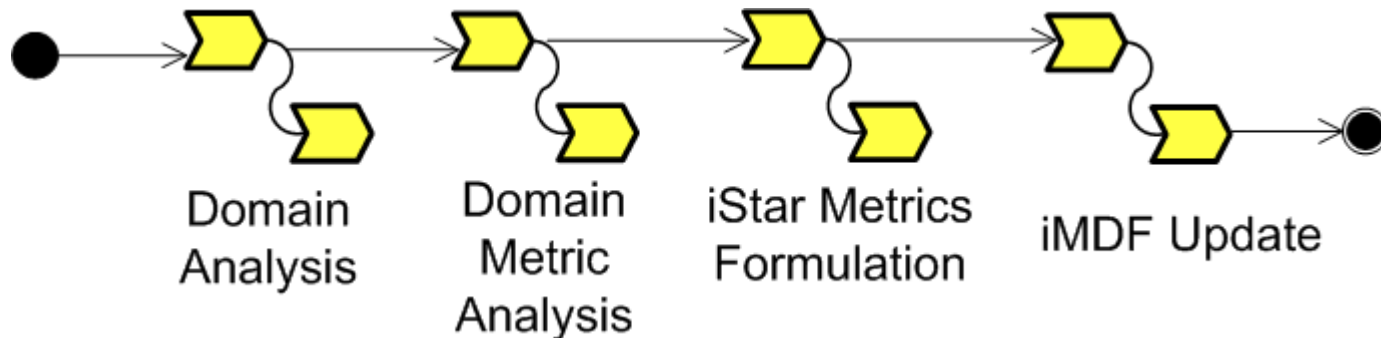 Domain
Analysis
Domain
Metric
Analysis
iStar Metrics
Formulation
iMDF Update